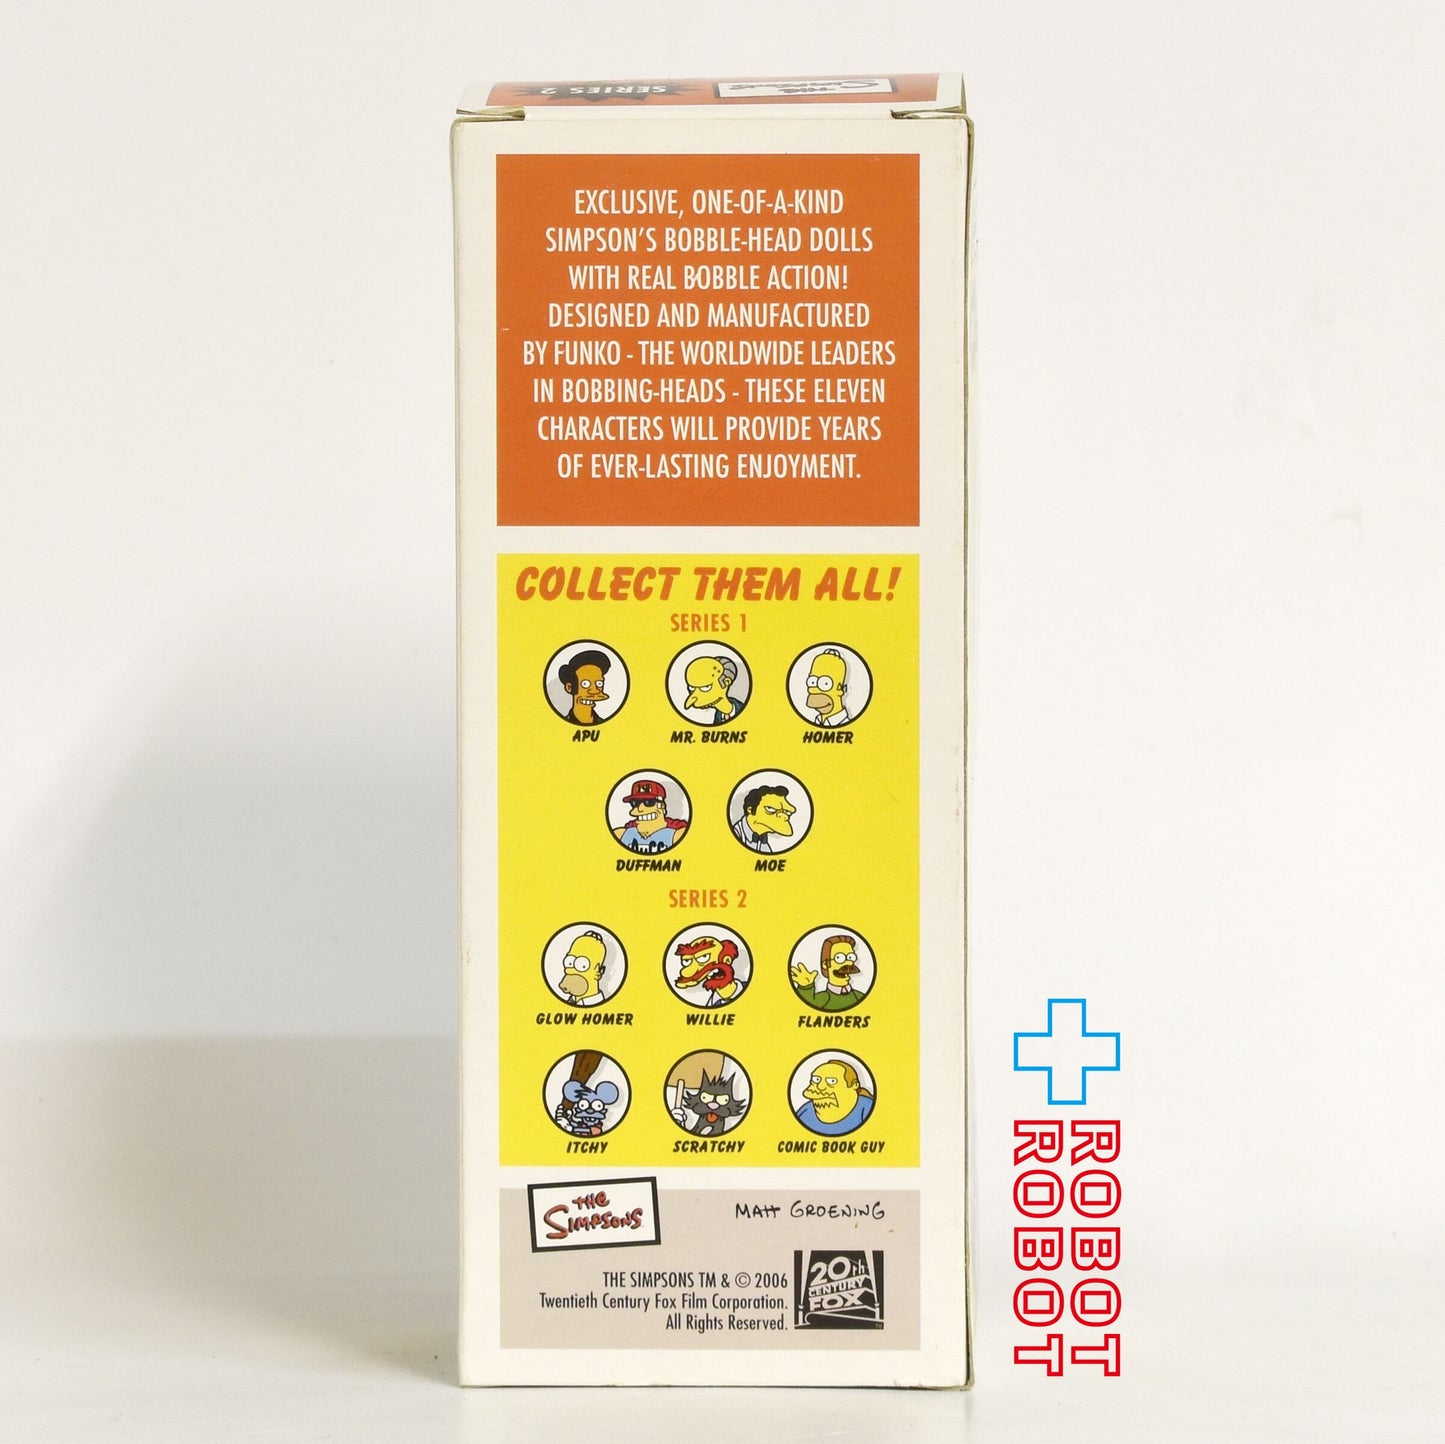 SERIES 2
THE SIMPSONS
EXCLUSIVE, ONE-OF-A-KIND
SIMPSON'S BOBBLE-HEAD DOLLS
WITH REAL BOBBLE ACTION!
DESIGNED AND MANUFACTURED
BY FUNKO - THE WORLDWIDE LEADERS
IN BOBBING-HEADS - THESE ELEVEN
CHARACTERS WILL PROVIDE YEARS
OF EVER-LASTING ENJOYMENT.
COLLECT THEM ALL!
SERIES 1
APU MR. BURNS HOMER
DUFFMAN MOE
SERIES 2
GLOW HOMER WILLIE FLANDERS
ITCHY SCRATCHY COMIC BOOK GUY
THE
SIMPSONS
MATT GROENING
THE SIMPSONS TM & © 2006
Twentieth Century Fox Film Corporation.
All Rights Reserved.
20th
CENTURY
FOX
TM
ROBOT
ROBOT